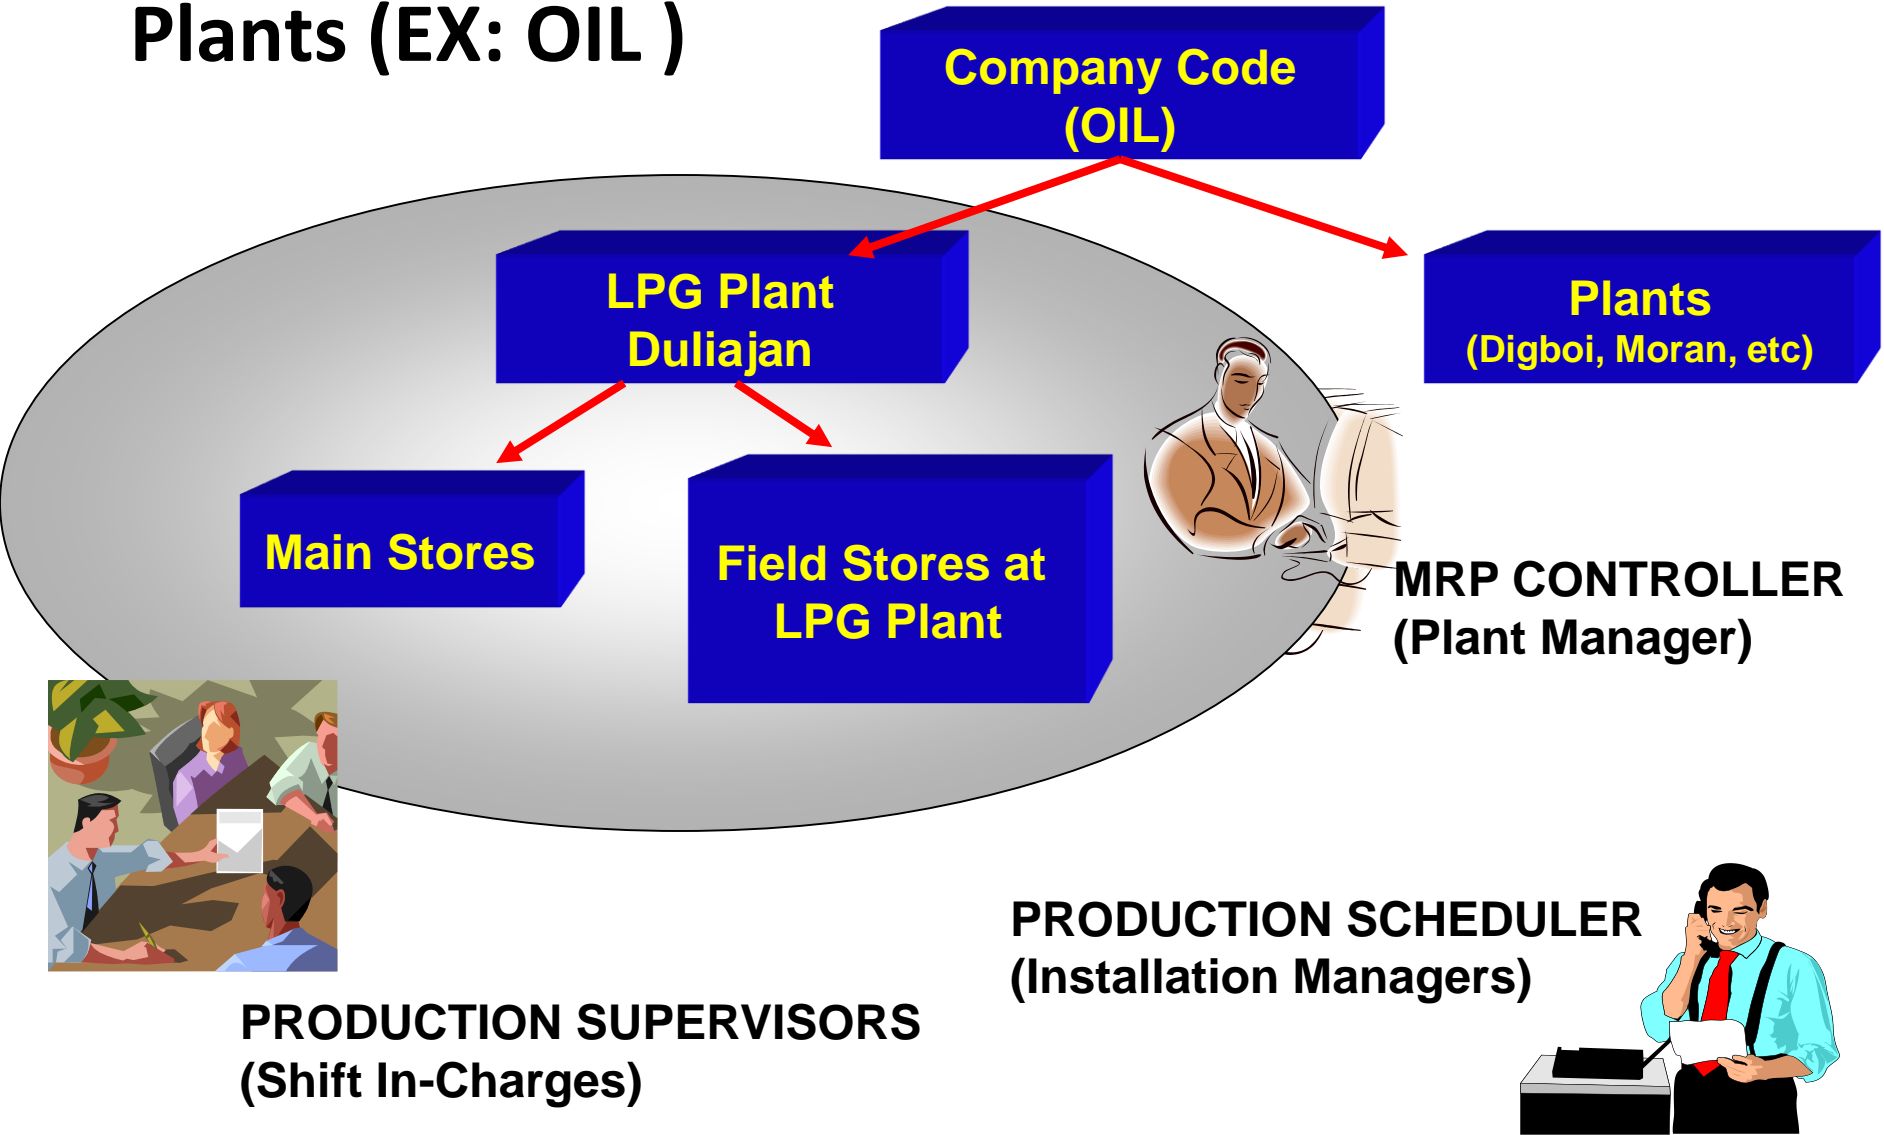 Plants (EX: OIL )
Company Code
(OIL)
LPG Plant
Duliajan
Plants
(Digboi, Moran, etc)
Main Stores
Field Stores at
LPG Plant
MRP CONTROLLER
(Plant Manager)
PRODUCTION SCHEDULER
(Installation Managers)
PRODUCTION SUPERVISORS
(Shift In-Charges)